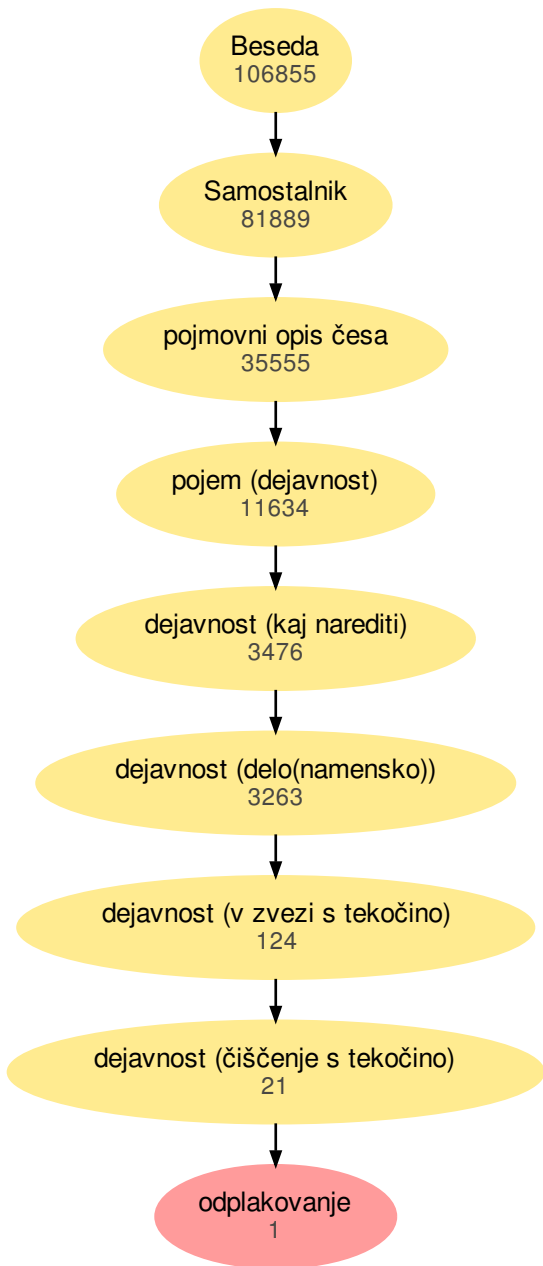 Beseda
106855
Samostalnik
81889
pojmovni opis česa
35555
pojem (dejavnost)
11634
dejavnost (kaj narediti)
3476
dejavnost (delo(namensko))
3263
dejavnost (v zvezi s tekočino)
124
dejavnost (čiščenje s tekočino)
21
odplakovanje
1